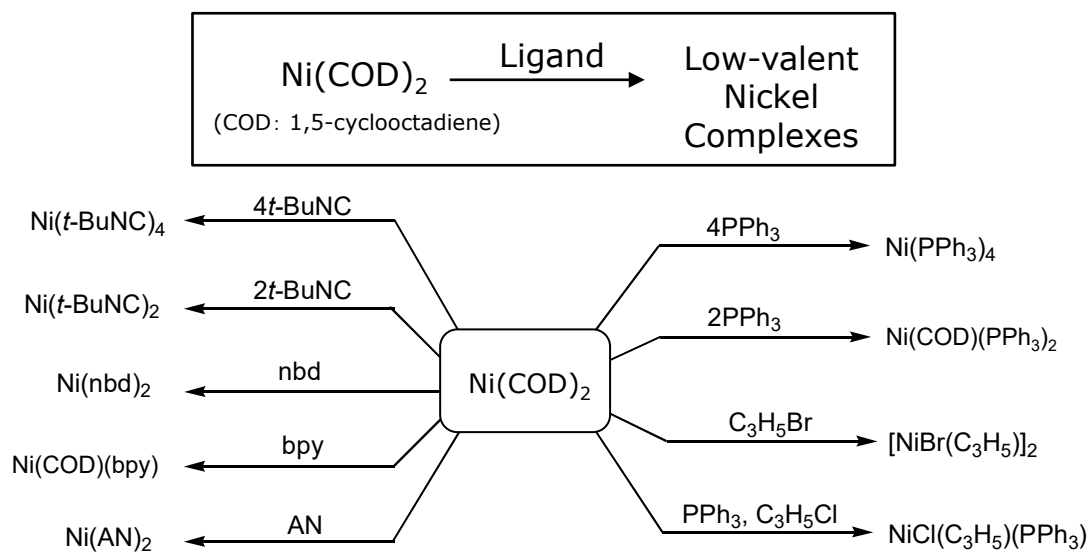 Ni(COD)₂
Ligand
Low-valent
Nickel
Complexes
(COD: 1,5-cyclooctadiene)
Ni(t-BuNC)₄
4t-BuNC
4PPh₃
Ni(PPh₃)₄
Ni(t-BuNC)₂
2t-BuNC
2PPh₃
Ni(COD)(PPh₃)₂
Ni(nbd)₂
nbd
Ni(COD)₂
Ni(COD)(bpy)
bpy
C₃H₅Br
[NiBr(C₃H₅)]₂
Ni(AN)₂
AN
PPh₃, C₃H₅Cl
NiCl(C₃H₅)(PPh₃)